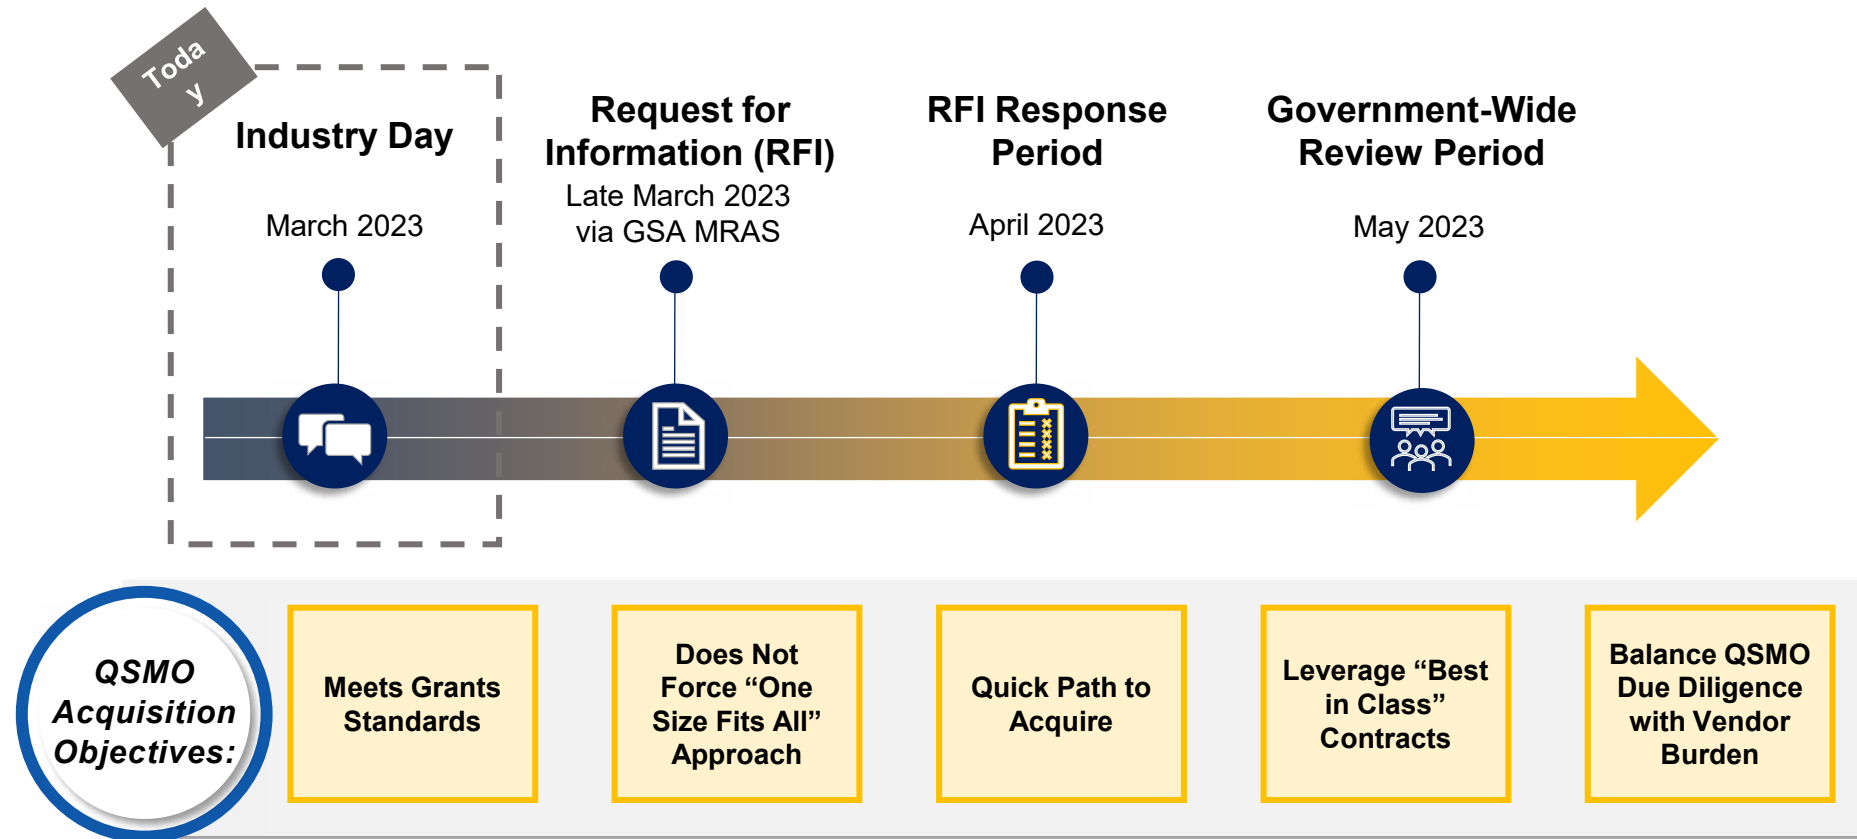 Toda
y
Industry Day
March 2023
Request for
Information (RFI)
Late March 2023
via GSA MRAS
RFI Response
Period
April 2023
Government-Wide
Review Period
May 2023
QSMO
Acquisition
Objectives:
Meets Grants
Standards
Does Not
Force “One
Size Fits All”
Approach
Quick Path to
Acquire
Leverage “Best
in Class”
Contracts
Balance QSMO
Due Diligence
with Vendor
Burden